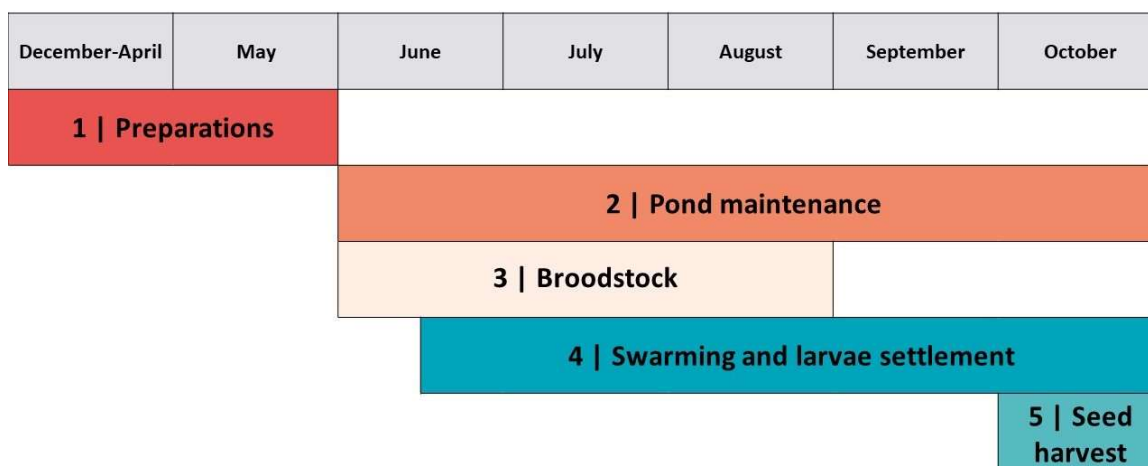 December-April May June July August September October
1 | Preparations
2 | Pond maintenance
3 | Broodstock
4 | Swarming and larvae settlement
5 | Seed
harvest